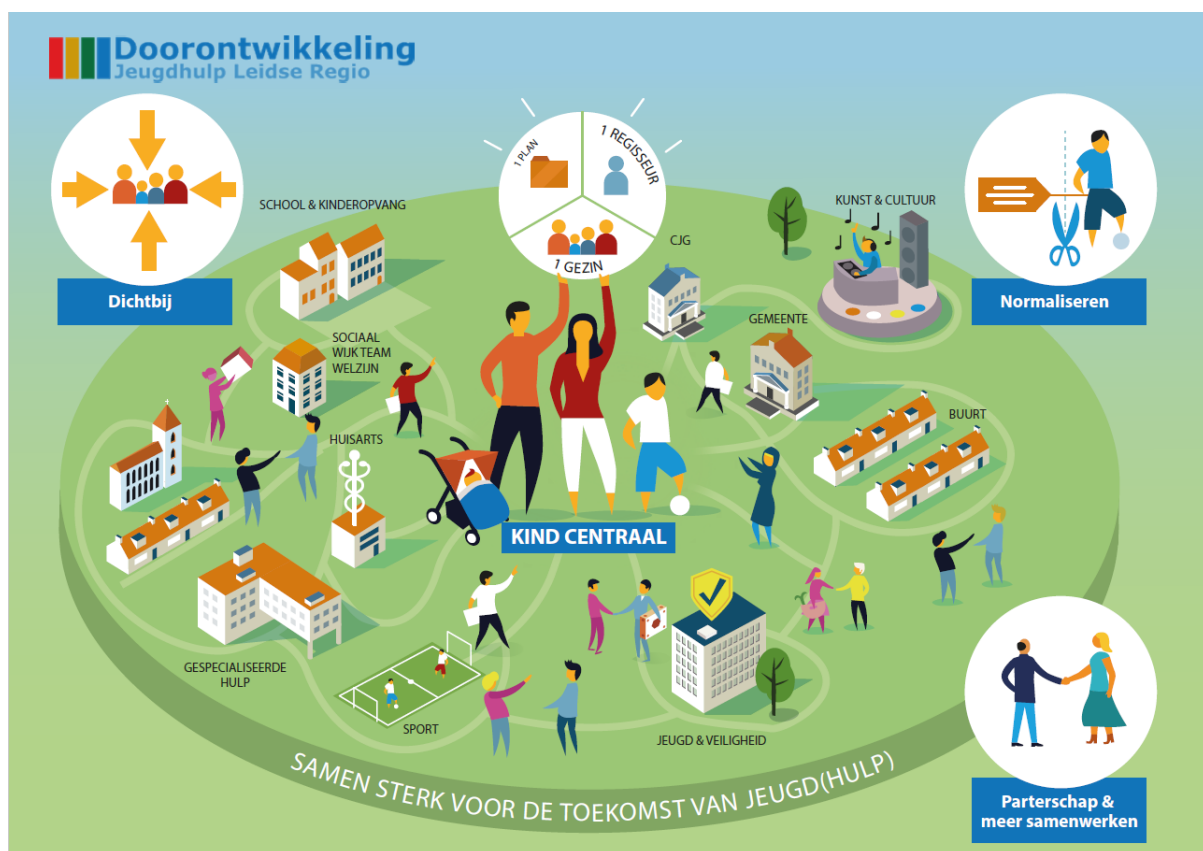 Doorontwikkeling
Jeugdhulp Leidse Regio
1 PLAN
1 REGISSEUR
1 GEZIN
Dichtbij
Normaliseren
SCHOOL & KINDEROPVANG
KUNST & CULTUUR
CJG
GEMEENTE
SOCIAAL
WIJKTEAM
WELZIJN
BUURT
HUISARTS
KIND CENTRAAL
GESPECIALISEERDE
HULP
SPORT
JEUGD & VEILIGHEID
SAMEN STERK VOOR DE TOEKOMST VAN JEUGD(HULP)
Parterschap &
meer samenwerken